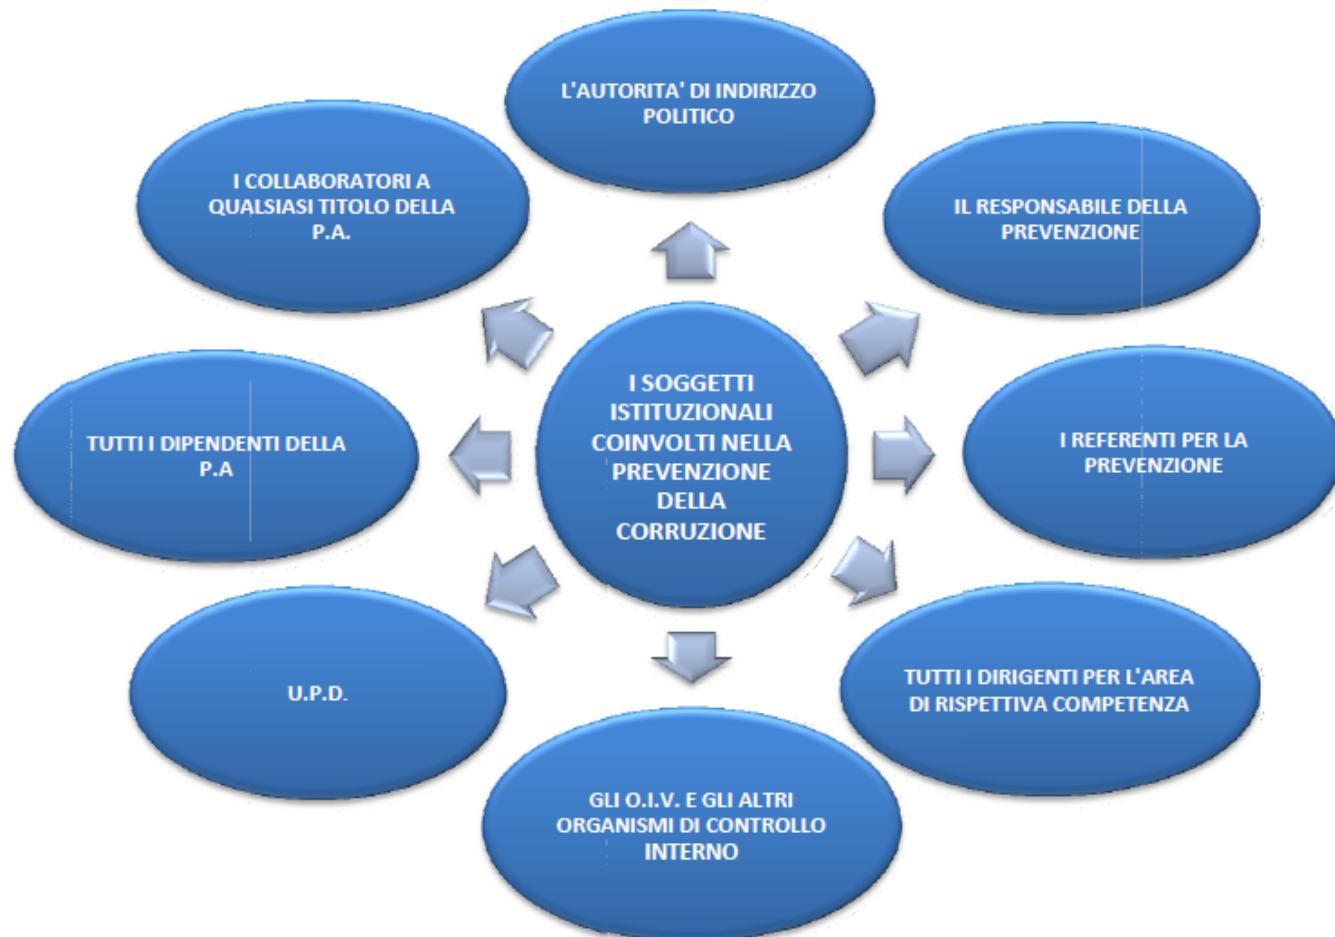 L'AUTORITA' DI INDIRIZZO
POLITICO
I COLLABORATORI A
QUALSIASI TITOLO DELLA
P.A.
IL RESPONSABILE DELLA
PREVENZIONE
I SOGGETTI
ISTITUZIONALI
COINVOLTI NELLA
PREVENZIONE
DELLA
CORRUZIONE
TUTTI I DIPENDENTI DELLA
P.A
I REFERENTI PER LA
PREVENZIONE
U.P.D.
TUTTI I DIRIGENTI PER L'AREA
DI RISPETTIVA COMPETENZA
GLI O.I.V. E GLI ALTRI
ORGANISMI DI CONTROLLO
INTERNO